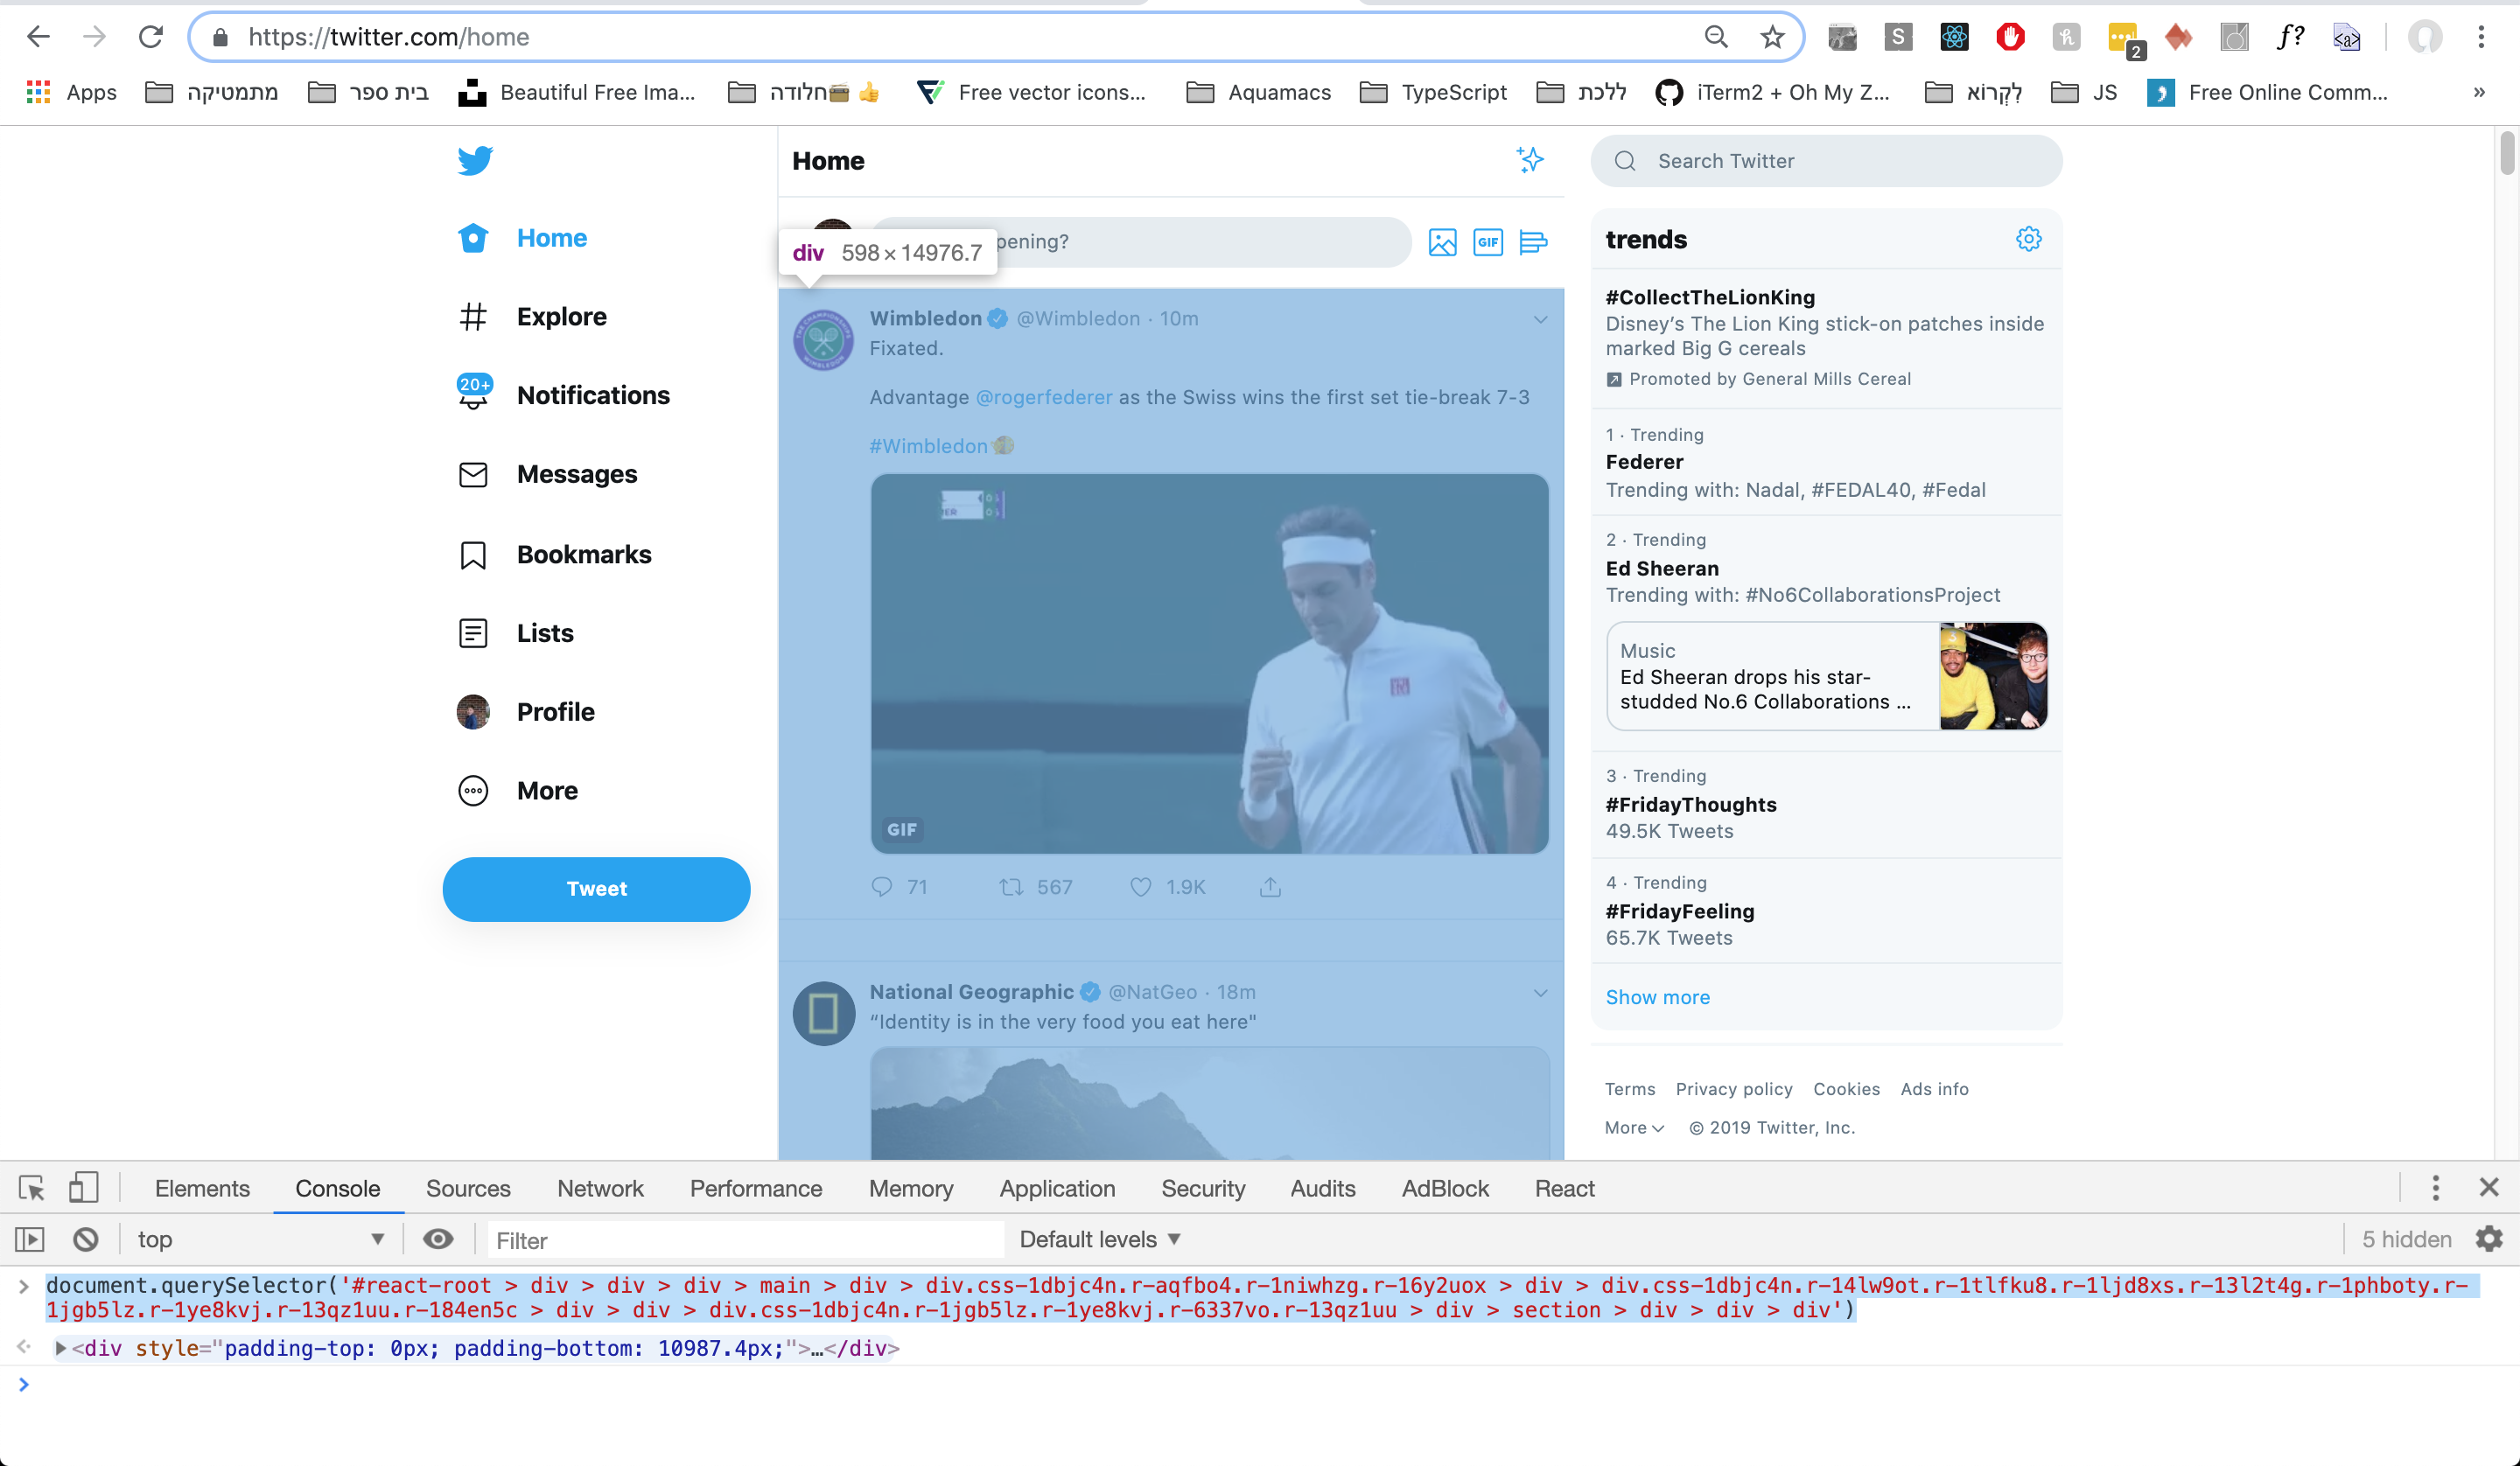 https://twitter.com/home
S
2
f?
<a>
Apps
מתמטיקה
בית ספר
Beautiful Free Ima...
חלודה👍
Free vector icons...
Aquamacs
TypeScript
ללכת
iTerm2 + Oh My Z...
לִקְרוֹא
JS
Free Online Comm...
»
Home
Explore
20+
Notifications
Messages
Bookmarks
Lists
Profile
More
Tweet
Home
pening?
GIF
div 598 × 14976.7
Wimbledon @Wimbledon · 10m
Fixated.
Advantage @rogerfederer as the Swiss wins the first set tie-break 7-3
#Wimbledon
GIF
71 567 1.9K
National Geographic @NatGeo · 18m
“Identity is in the very food you eat here"
Search Twitter
trends
#CollectTheLionKing
Disney’s The Lion King stick-on patches inside
marked Big G cereals
Promoted by General Mills Cereal
1 · Trending
Federer
Trending with: Nadal, #FEDAL40, #Fedal
2 · Trending
Ed Sheeran
Trending with: #No6CollaborationsProject
Music
Ed Sheeran drops his star-
studded No.6 Collaborations ...
3 · Trending
#FridayThoughts
49.5K Tweets
4 · Trending
#FridayFeeling
65.7K Tweets
Show more
Terms Privacy policy Cookies Ads info
More © 2019 Twitter, Inc.
Elements Console Sources Network Performance Memory Application Security Audits AdBlock React
top Filter Default levels ▼ 5 hidden
document.querySelector('#react-root > div > div > div > main > div > div.css-1dbjc4n.r-aqfbo4.r-1niwhzg.r-16y2uox > div > div.css-1dbjc4n.r-14lw9ot.r-1tlfku8.r-1ljd8xs.r-13l2t4g.r-1phboty.r-
1jgb5lz.r-1ye8kvj.r-13qz1uu.r-184en5c > div > div > div.css-1dbjc4n.r-1jgb5lz.r-1ye8kvj.r-6337vo.r-13qz1uu > div > section > div > div > div')
<div style="padding-top: 0px; padding-bottom: 10987.4px;">…</div>